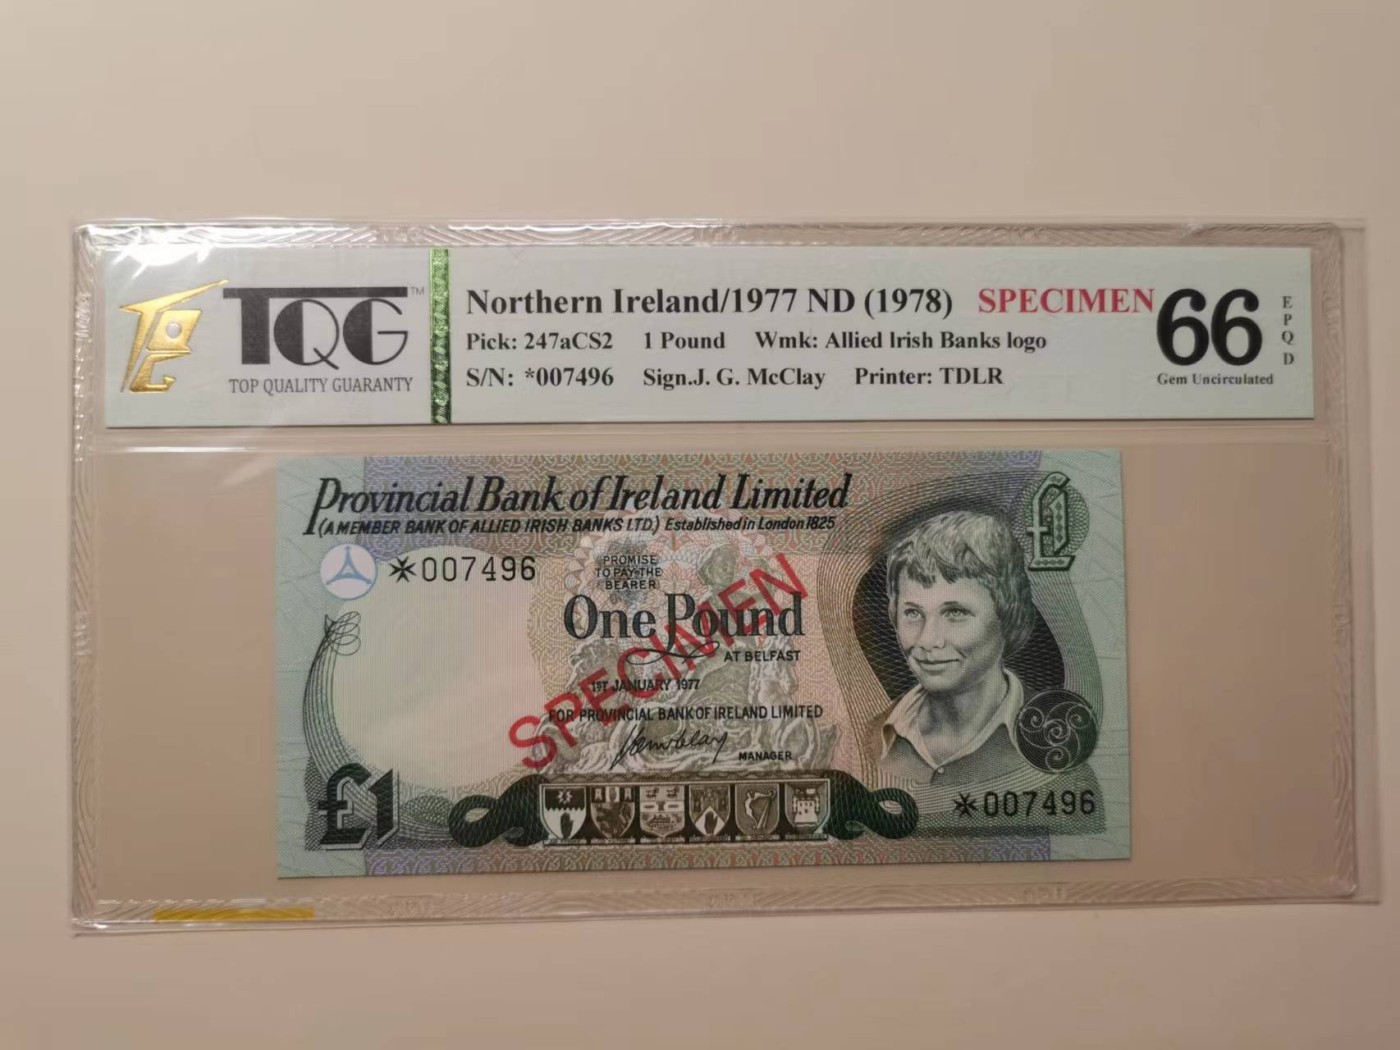 TQG™
TOP QUALITY GUARANTY
Northern Ireland/1977 ND (1978) SPECIMEN
Pick: 247aCS2 1 Pound Wmk: Allied Irish Banks logo
S/N: *007496 Sign.J. G. McClay Printer: TDLR
66
EPQD
Gem Uncirculated
Provincial Bank of Ireland Limited
(A MEMBER BANK OF ALLIED IRISH BANKS LTD.) Established in London 1825
£
*007496
PROMISE
TO PAY THE
BEARER
One Pound
AT BELFAST
SPECIMEN
1ST JANUARY 1977
FOR PROVINCIAL BANK OF IRELAND LIMITED
MANAGER
£1
*007496